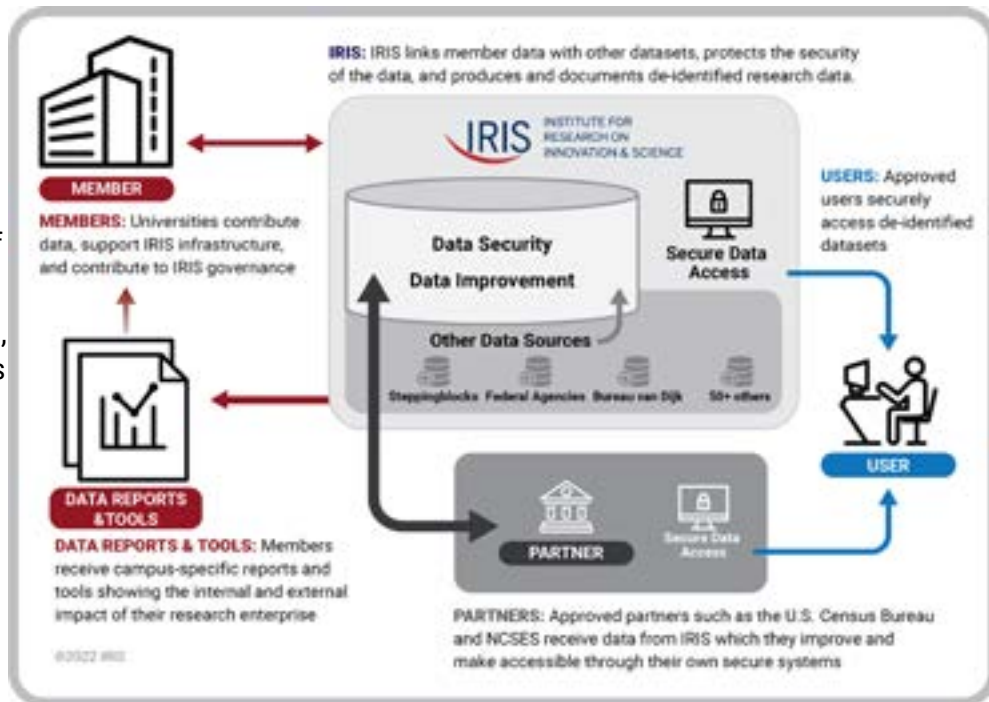 IRIS: IRIS links member data with other datasets, protects the security
of the data, and produces and documents de-identified research data.
IRIS
INSTITUTE FOR
RESEARCH ON
INNOVATION & SCIENCE
MEMBER
MEMBERS: Universities contribute
data, support IRIS infrastructure,
and contribute to IRIS governance
Data Security
Data Improvement
Secure Data
Access
USERS: Approved
users securely
access de-identified
datasets
Other Data Sources
Steppingblocks
Federal Agencies
Bureau van Dijk
50+ others
USER
DATA REPORTS
&TOOLS
DATA REPORTS & TOOLS: Members
receive campus-specific reports and
tools showing the internal and external
impact of their research enterprise
PARTNER
Secure Data
Access
PARTNERS: Approved partners such as the U.S. Census Bureau
and NCSES receive data from IRIS which they improve and
make accessible through their own secure systems
©2022 IRIS